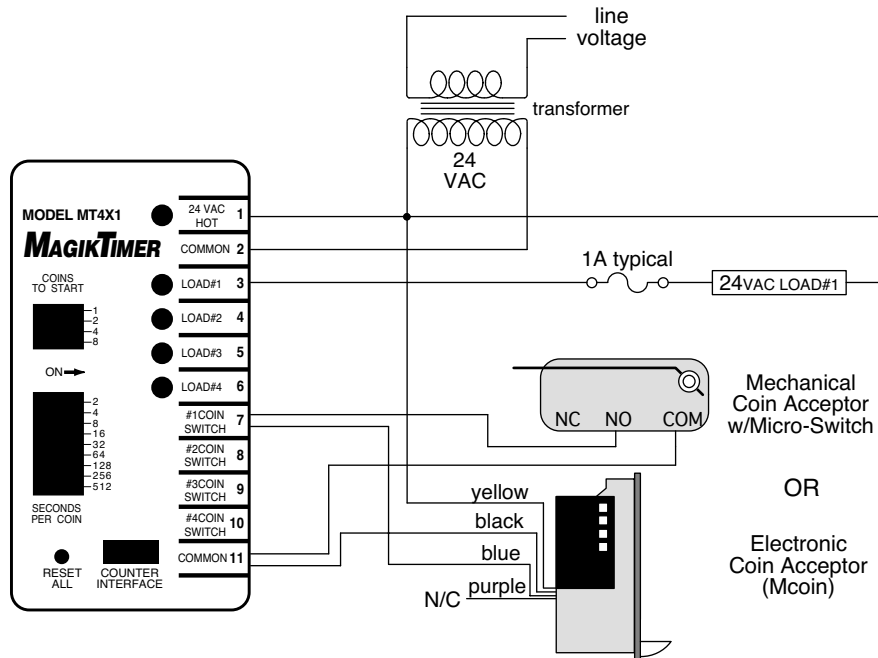 line
voltage
transformer
24
VAC
MODEL MT4X1
MAGIKTIMER
24 VAC
HOT 1
COMMON 2
LOAD#1 3
LOAD#2 4
LOAD#3 5
LOAD#4 6
#1COIN
SWITCH 7
#2COIN
SWITCH 8
#3COIN
SWITCH 9
#4COIN
SWITCH 10
COMMON 11
COINS
TO START
1
2
4
8
ON
2
4
8
16
32
64
128
256
512
SECONDS
PER COIN
RESET
ALL
COUNTER
INTERFACE
1A typical
24VAC LOAD#1
NC NO COM
Mechanical
Coin Acceptor
w/Micro-Switch
OR
yellow
black
blue
purple
N/C
Electronic
Coin Acceptor
(Mcoin)